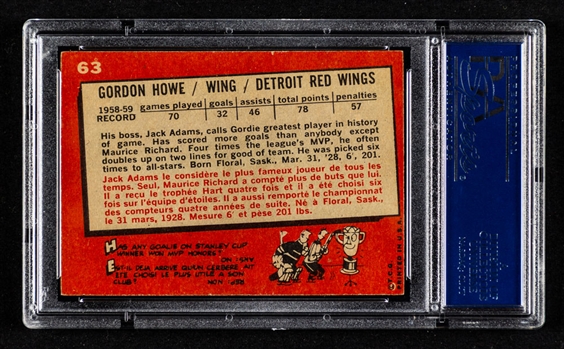 63
GORDON HOWE / WING / DETROIT RED WINGS
1958-59 games played goals assists total points penalties
RECORD 70 32 46 78 57
His boss, Jack Adams, calls Gordie greatest player in history
of game. Has scored more goals than anybody except
Maurice Richard. Four times the league's MVP, he often
doubles up on two lines for good of team. He was picked six
times to all-stars. Born Floral, Sask., Mar. 31, '28, 6', 201.
Jack Adams le considère le plus fameux joueur de tous les
temps. Seul, Maurice Richard a compté plus de buts que lui.
Il a reçu le trophée Hart quatre fois et il a été choisi six
fois sur l'équipe d'étoiles. Il a aussi remporté le championnat
des compteurs quatre années de suite. Né à Floral, Sask.,
le 31 mars, 1928. Mesure 6' et pèse 201 lbs.
HAS ANY GOALIE ON STANLEY CUP
WINNER WON MVP HONORS?
EST-IL DEJA ARRIVE QU'UN CERBERE AIT
ETE CHOISI LE PLUS UTILE A SON
CLUB?
NON
PRINTED IN U.S.A.
PSA